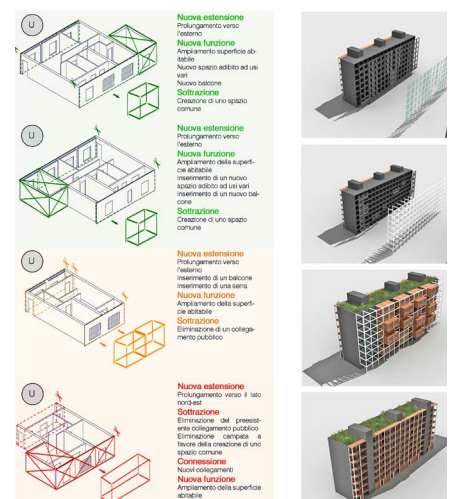 U
Nuova estensione
Prolungamento verso
l'esterno
Nuova funzione
Ampliamento superficie ab-
itabile
Nuovo spazio adibito ad usi
vari
Nuovo balcone
Sottrazione
Creazione di uno spazio
comune
U
Nuova estensione
Prolungamento verso
l'esterno
Nuova funzione
Ampliamento della superfi-
cie abitabile
Inserimento di un nuovo
spazio adibito ad usi vari
Inserimento di un nuovo bal-
cone
Sottrazione
Creazione di uno spazio
comune
U
Nuova estensione
Prolungamento verso
l'esterno
Inserimento di un balcone
Inserimento di una serra
Nuova funzione
Ampliamento della superfi-
cie abitabile
Sottrazione
Eliminazione di un collega-
mento pubblico
U
Nuova estensione
Prolungamento verso il lato
nord-est
Sottrazione
Eliminazione del preesist-
ente collegamento pubblico
Eliminazione campata a
favore della creazione di uno
spazio comune
Connessione
Nuovi collegamenti
Nuova funzione
Ampliamento della superficie
abitabile